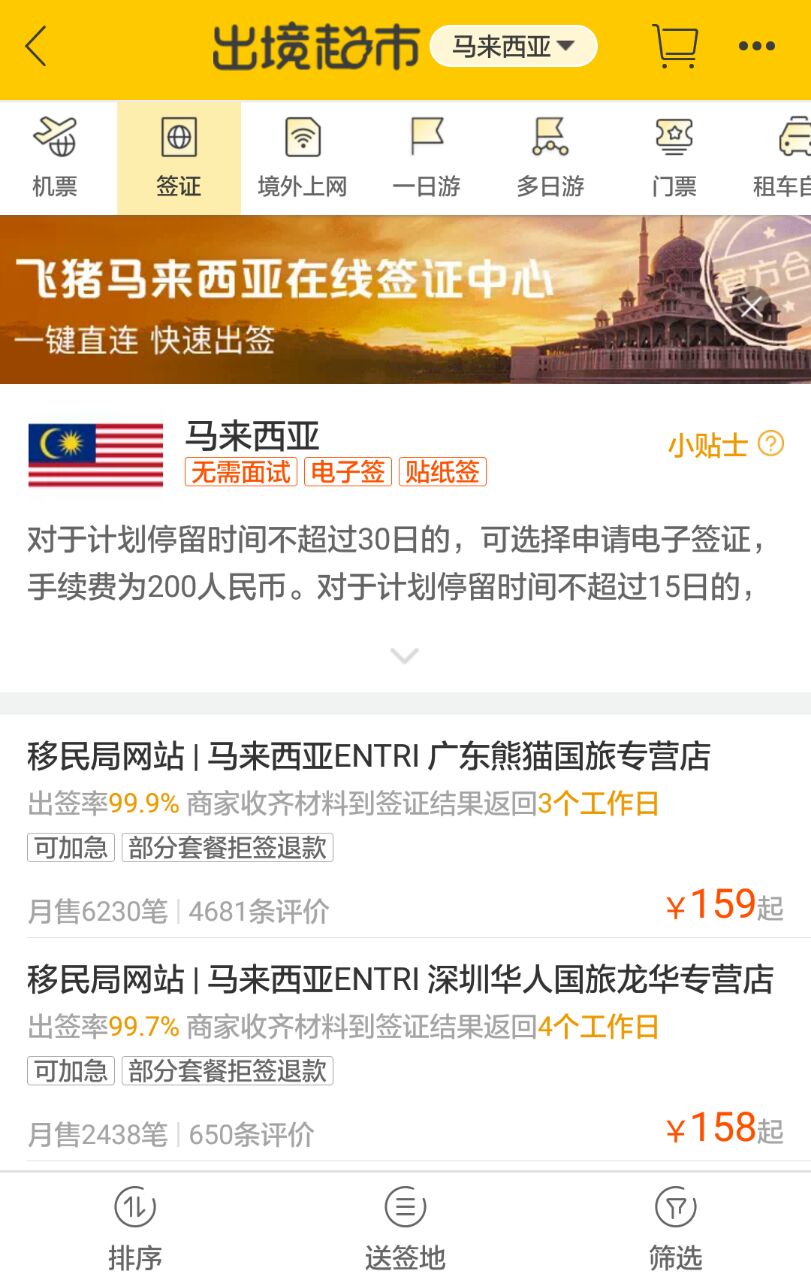 出境超市 马来西亚
机票 签证 境外上网 一日游 多日游 门票 租车自
飞猪马来西亚在线签证中心
官方合
一键直连 快速出签
马来西亚
小贴士
无需面试 电子签 贴纸签
对于计划停留时间不超过30日的，可选择申请电子签证，
手续费为200人民币。对于计划停留时间不超过15日的，
移民局网站 | 马来西亚ENTRI 广东熊猫国旅专营店
出签率99.9% 商家收齐材料到签证结果返回3个工作日
可加急 部分套餐拒签退款
月售6230笔 | 4681条评价 ￥159起
移民局网站 | 马来西亚ENTRI 深圳华人国旅龙华专营店
出签率99.7% 商家收齐材料到签证结果返回4个工作日
可加急 部分套餐拒签退款
月售2438笔 | 650条评价 ￥158起
排序 送签地 筛选